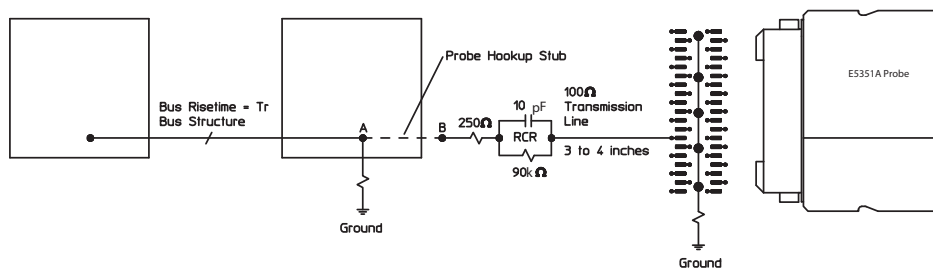 E5351A Probe
Probe Hookup Stub
Bus Risetime = Tr
Bus Structure
A
B
250Ω
10 pF
RCR
90kΩ
100Ω
Transmission
Line
3 to 4 inches
Ground
Ground